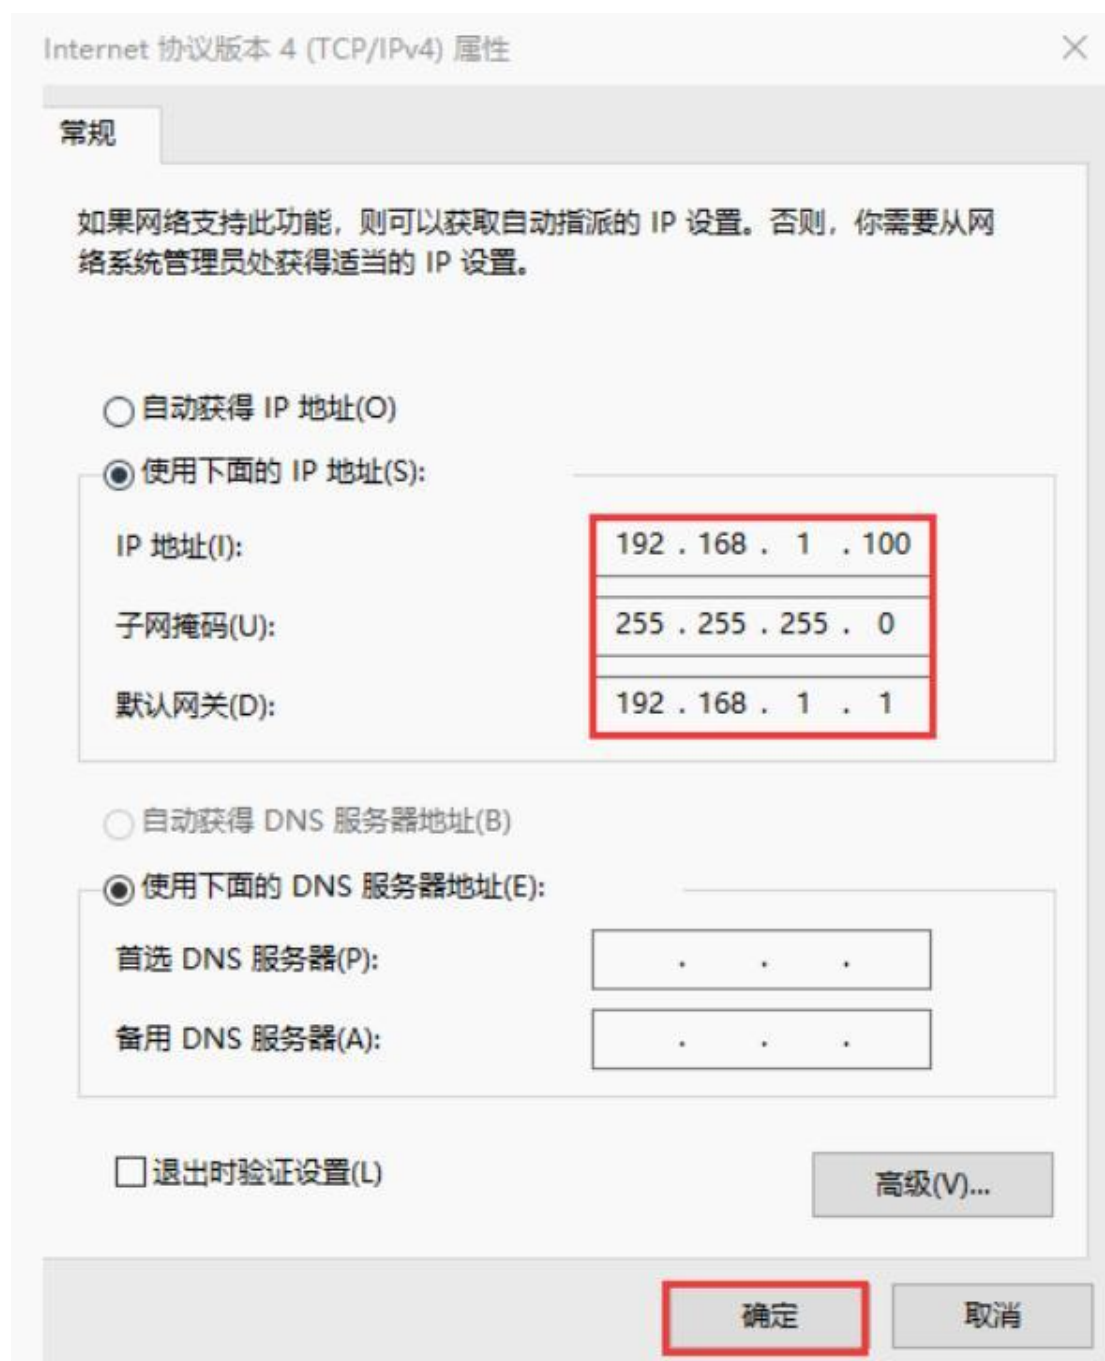 Internet 协议版本 4 (TCP/IPv4) 属性
常规
如果网络支持此功能，则可以获取自动指派的 IP 设置。否则，你需要从网
络系统管理员处获得适当的 IP 设置。
自动获得 IP 地址(O)
使用下面的 IP 地址(S):
IP 地址(I): 192 . 168 . 1 . 100
子网掩码(U): 255 . 255 . 255 . 0
默认网关(D): 192 . 168 . 1 . 1
自动获得 DNS 服务器地址(B)
使用下面的 DNS 服务器地址(E):
首选 DNS 服务器(P): . . .
备用 DNS 服务器(A): . . .
退出时验证设置(L)
高级(V)...
确定 取消